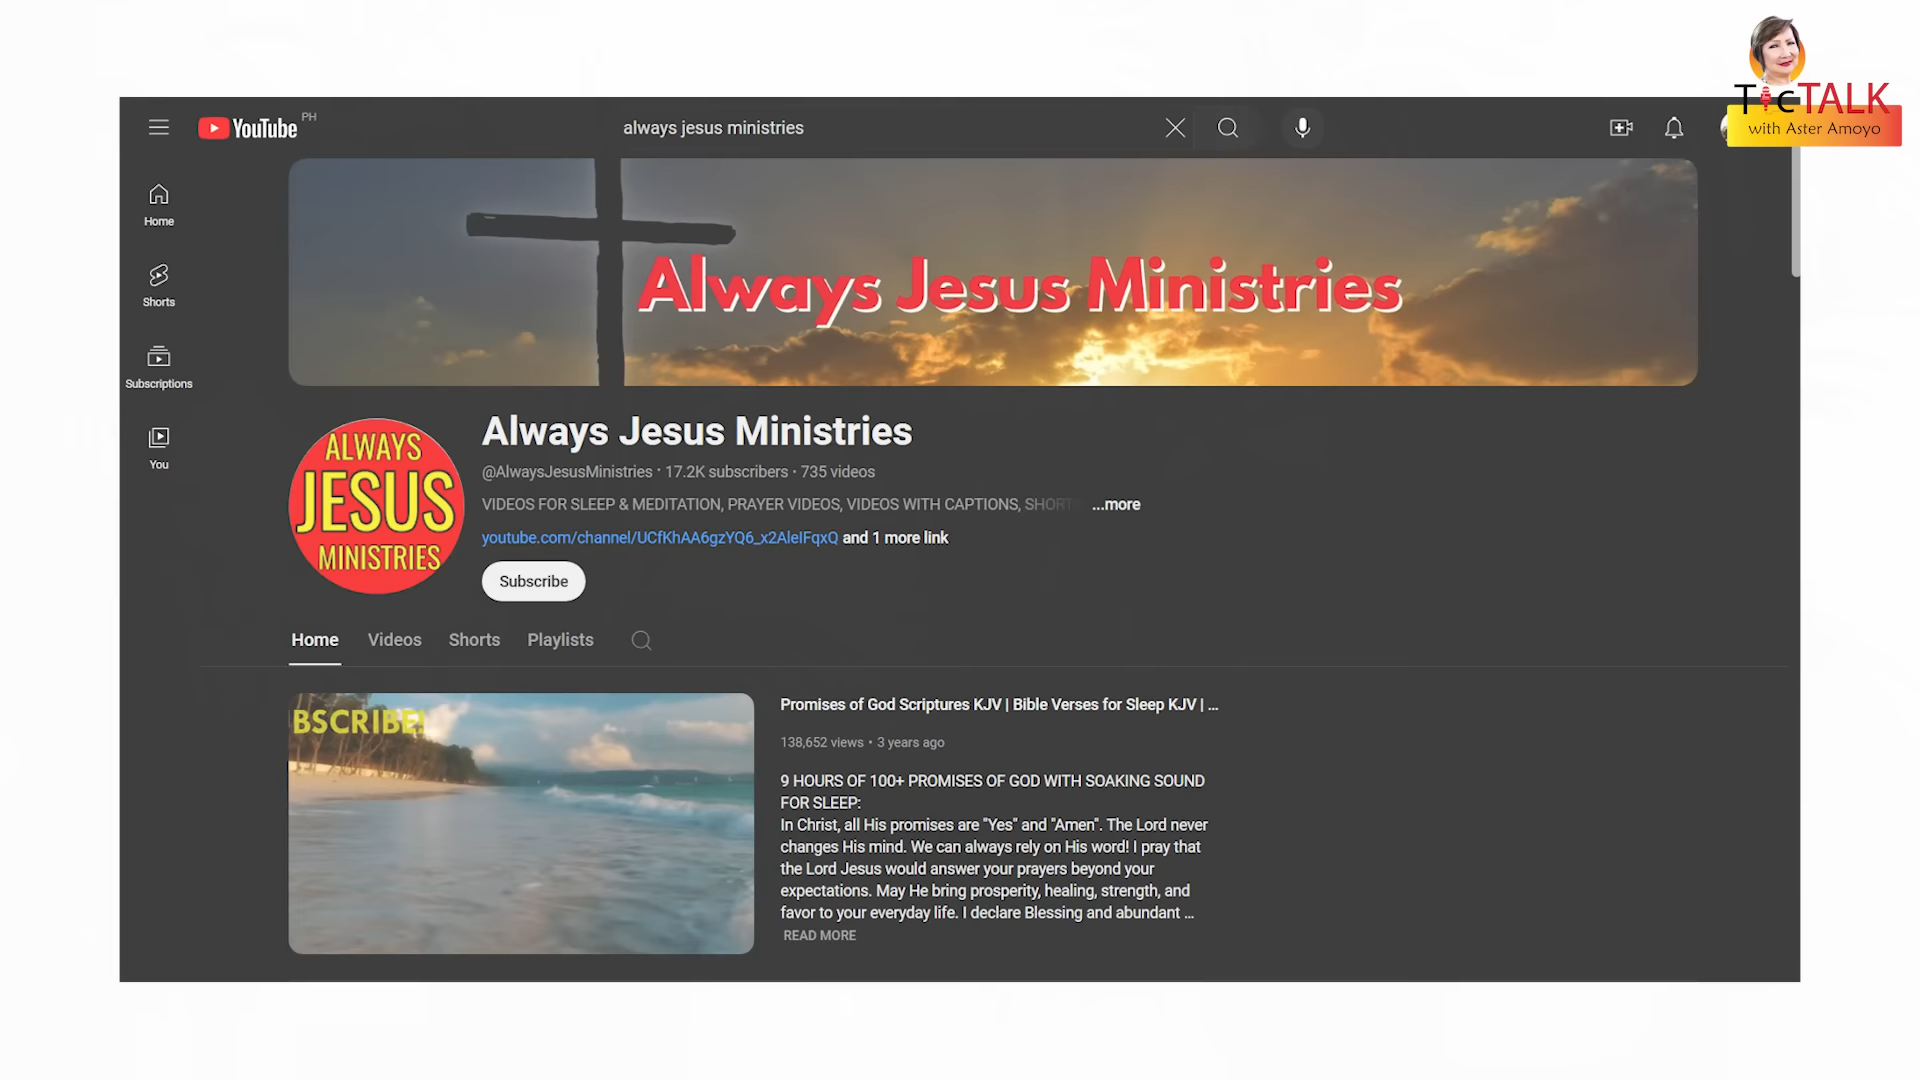 TicTALK
with Aster Amoyo
YouTube PH
always jesus ministries
Home
Shorts
Subscriptions
You
Always Jesus Ministries
ALWAYS
JESUS
MINISTRIES
Always Jesus Ministries
@AlwaysJesusMinistries · 17.2K subscribers · 735 videos
VIDEOS FOR SLEEP & MEDITATION, PRAYER VIDEOS, VIDEOS WITH CAPTIONS, SHORT ...more
youtube.com/channel/UCfKhAA6gzYQ6_x2AleIFqxQ and 1 more link
Subscribe
Home Videos Shorts Playlists
BSCRIBE!
Promises of God Scriptures KJV | Bible Verses for Sleep KJV | ...
138,652 views • 3 years ago
9 HOURS OF 100+ PROMISES OF GOD WITH SOAKING SOUND
FOR SLEEP:
In Christ, all His promises are "Yes" and "Amen". The Lord never
changes His mind. We can always rely on His word! I pray that
the Lord Jesus would answer your prayers beyond your
expectations. May He bring prosperity, healing, strength, and
favor to your everyday life. I declare Blessing and abundant ...
READ MORE